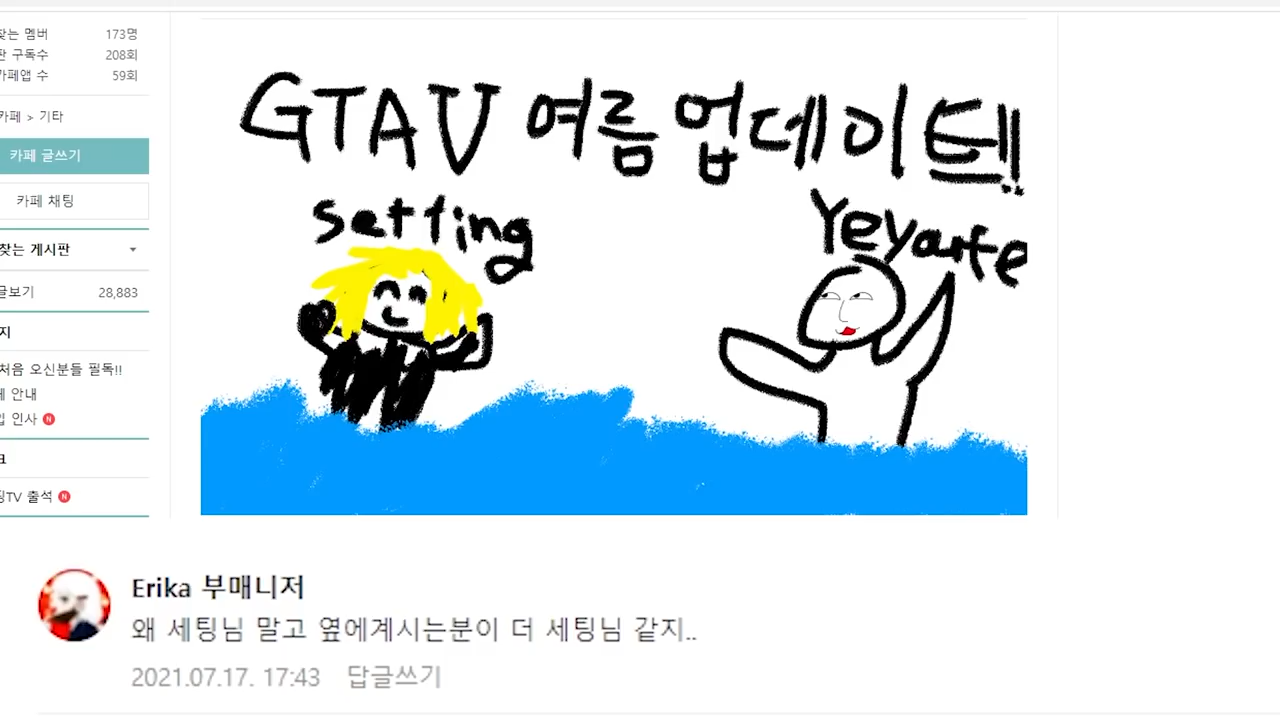 찾는 멤버 173명
판 구독수 208회
카페앱 수 59회
카페 > 기타
카페 글쓰기
카페 채팅
찾는 게시판
글보기 28,883
지
처음 오신분들 필독!!
안내
인사 N
크
TV 출석 N
GTAV 여름 업데이트!!
setting
Yeyarte
Erika 부매니저
왜 세팅님 말고 옆에계시는분이 더 세팅님 같지..
2021.07.17. 17:43 답글쓰기